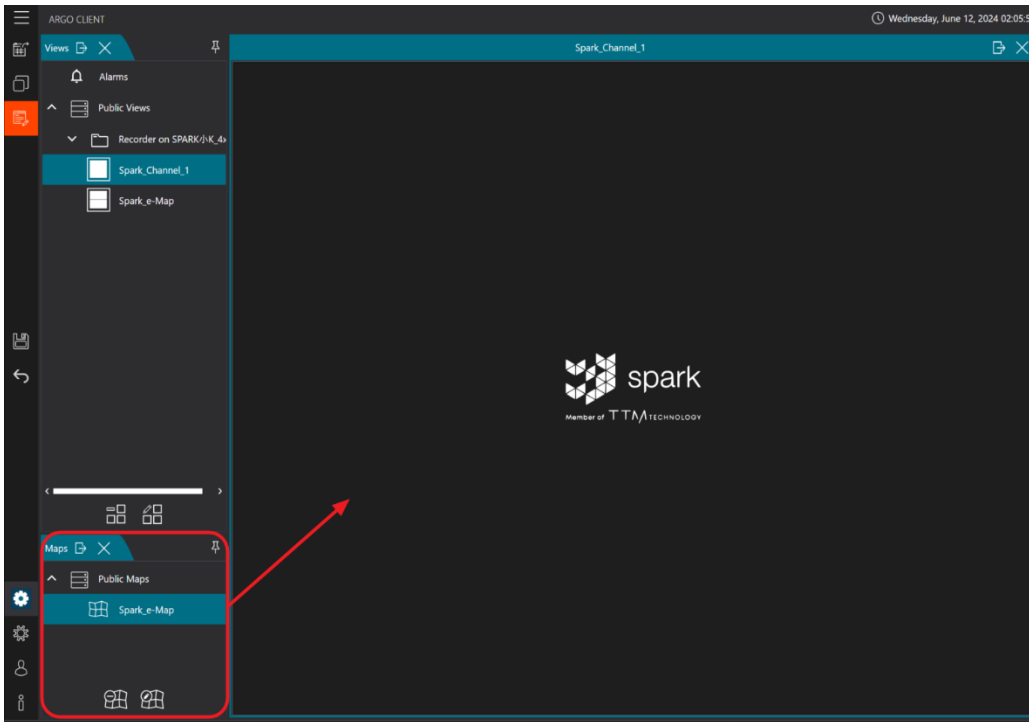 ARGO CLIENT
Wednesday, June 12, 2024 02:05:5
Views
Spark_Channel_1
Alarms
Public Views
Recorder on SPARK小K_4x
Spark_Channel_1
Spark_e-Map
spark
Member of TTM TECHNOLOGY
Maps
Public Maps
Spark_e-Map